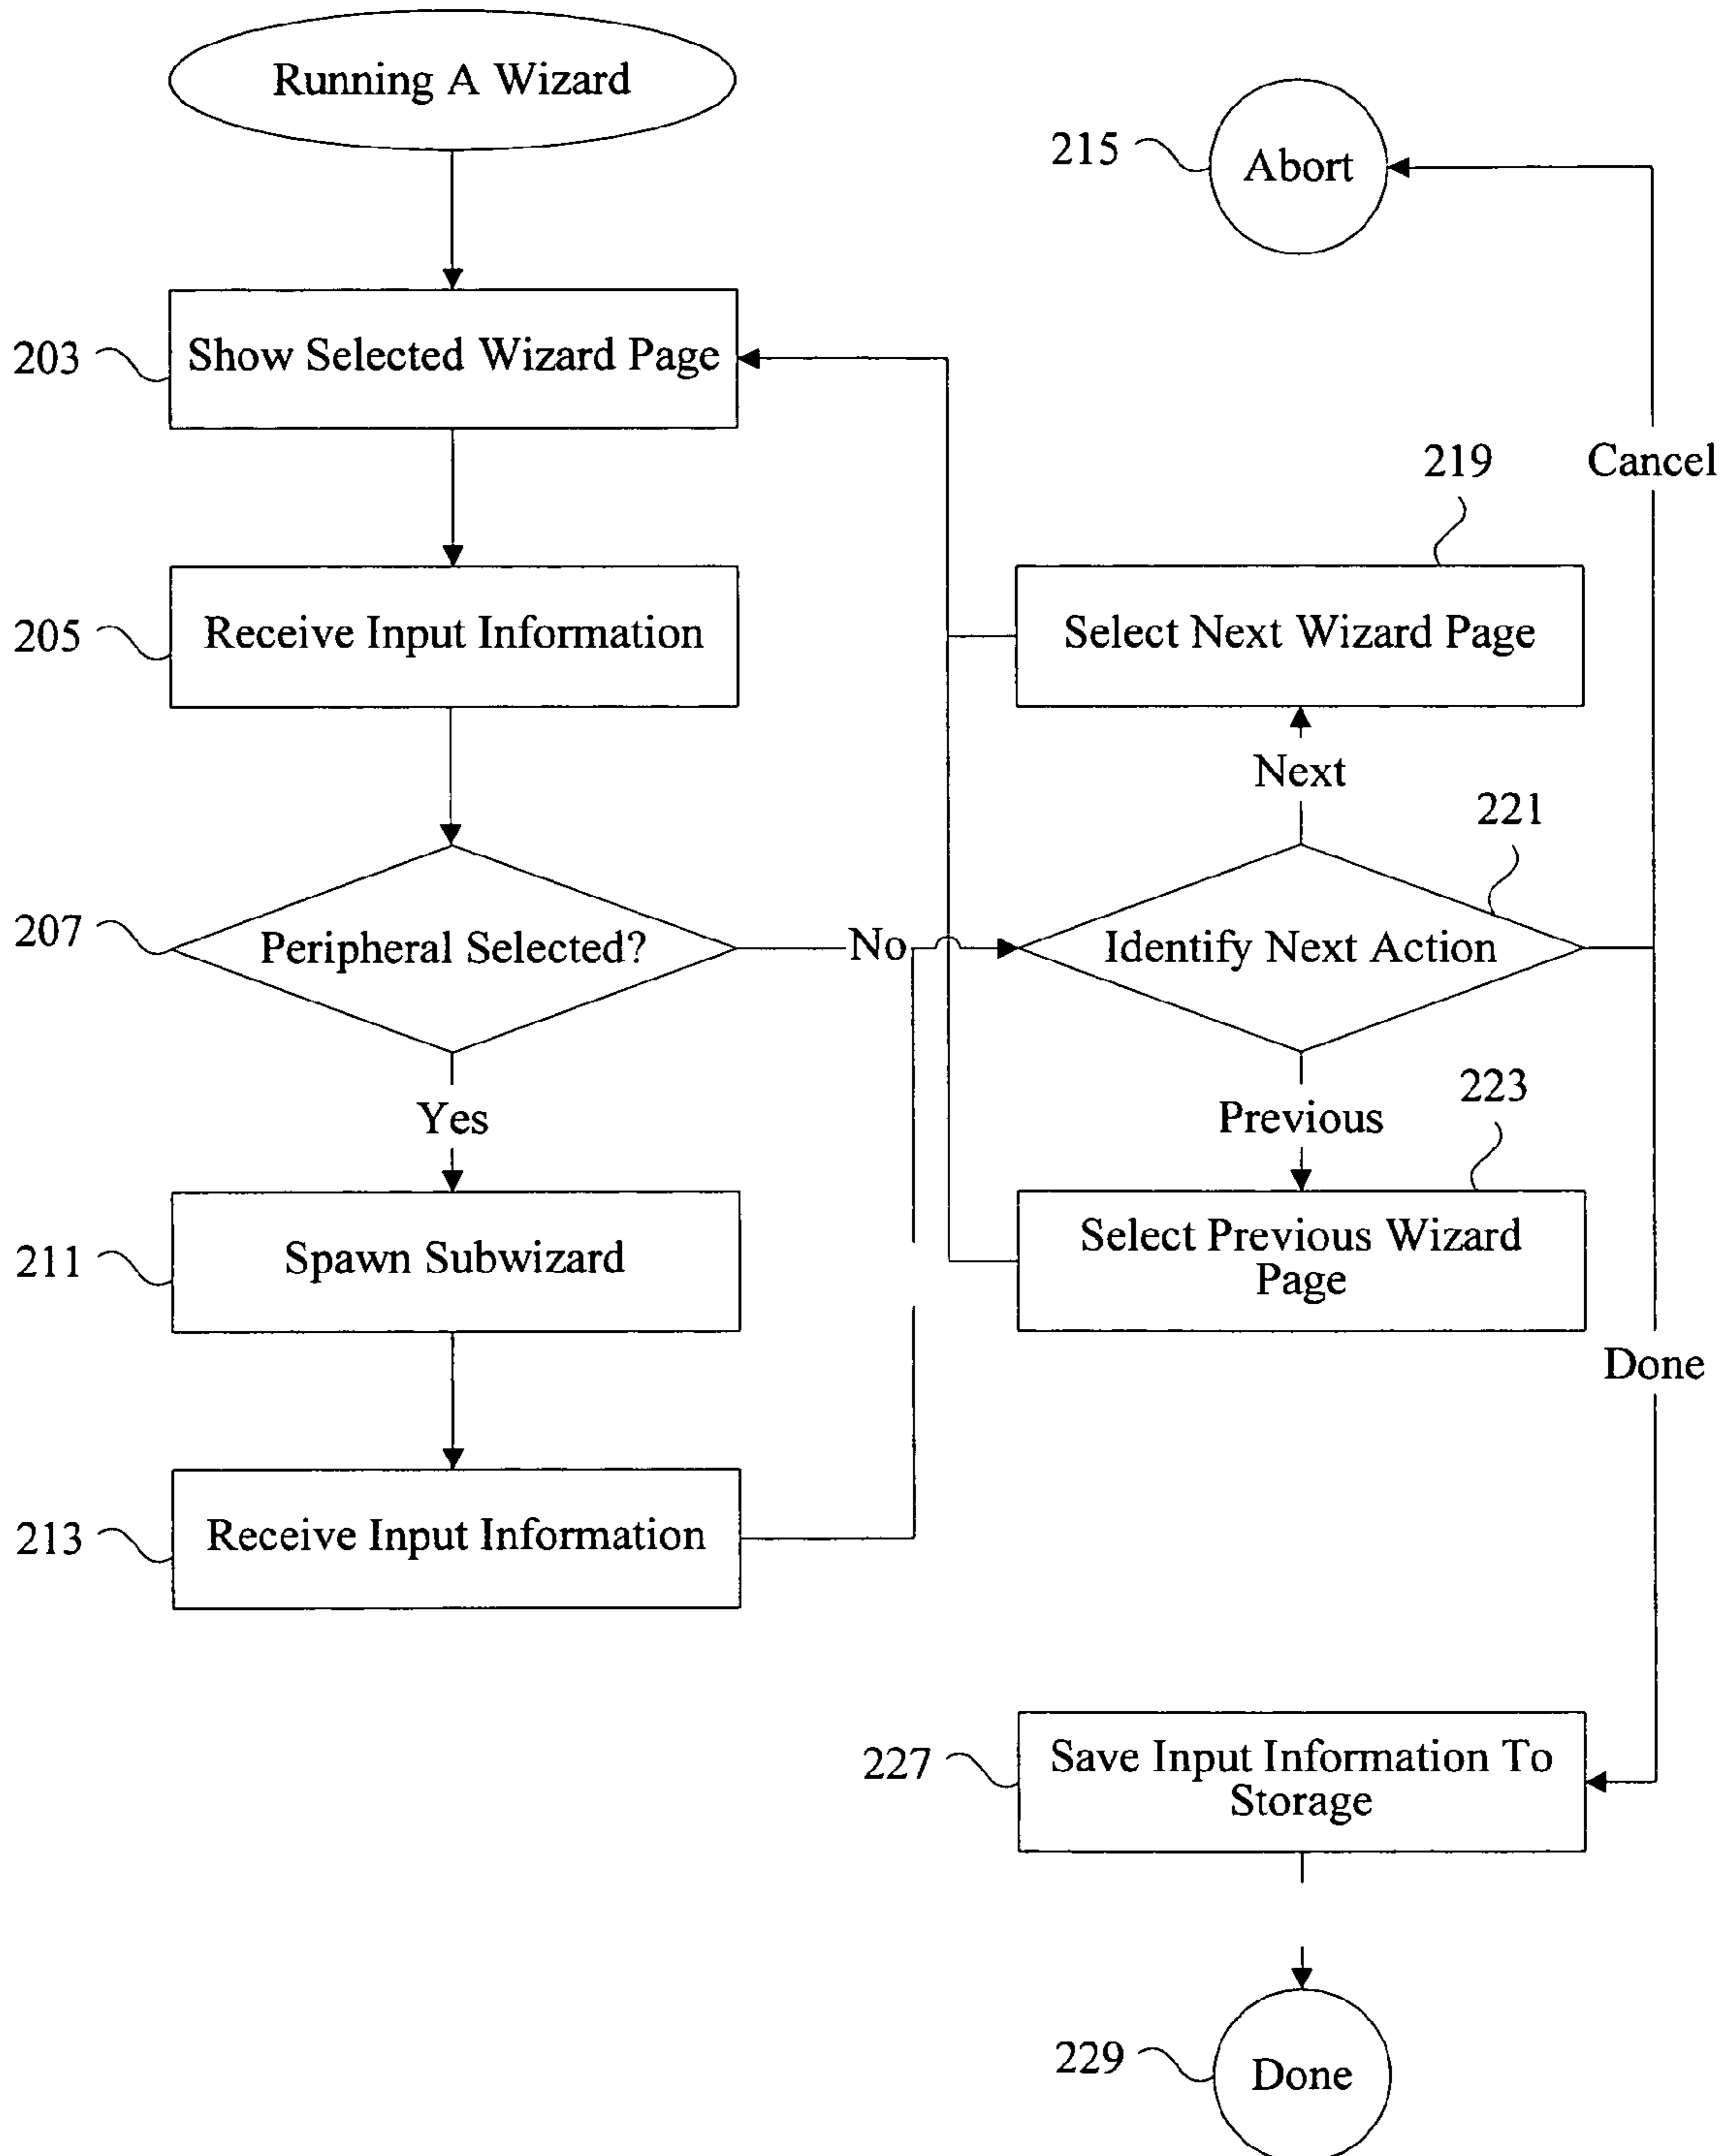 Running A Wizard
215
Abort
203
Show Selected Wizard Page
Cancel
219
205
Receive Input Information
Select Next Wizard Page
Next
221
207
Peripheral Selected?
No
Identify Next Action
Yes
Previous
223
211
Spawn Subwizard
Select Previous Wizard
Page
Done
213
Receive Input Information
227
Save Input Information To
Storage
229
Done